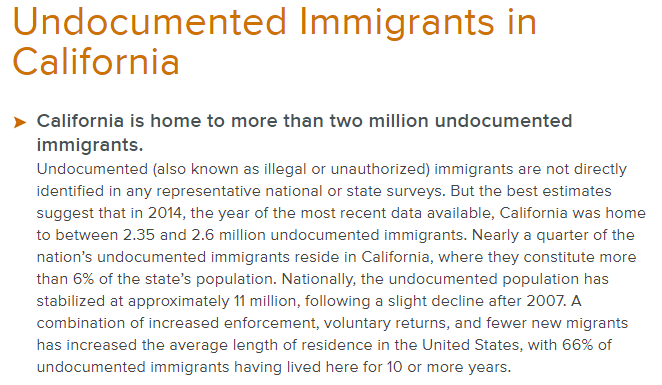 Undocumented Immigrants in
California
➤ California is home to more than two million undocumented
immigrants.
Undocumented (also known as illegal or unauthorized) immigrants are not directly
identified in any representative national or state surveys. But the best estimates
suggest that in 2014, the year of the most recent data available, California was home
to between 2.35 and 2.6 million undocumented immigrants. Nearly a quarter of the
nation’s undocumented immigrants reside in California, where they constitute more
than 6% of the state’s population. Nationally, the undocumented population has
stabilized at approximately 11 million, following a slight decline after 2007. A
combination of increased enforcement, voluntary returns, and fewer new migrants
has increased the average length of residence in the United States, with 66% of
undocumented immigrants having lived here for 10 or more years.